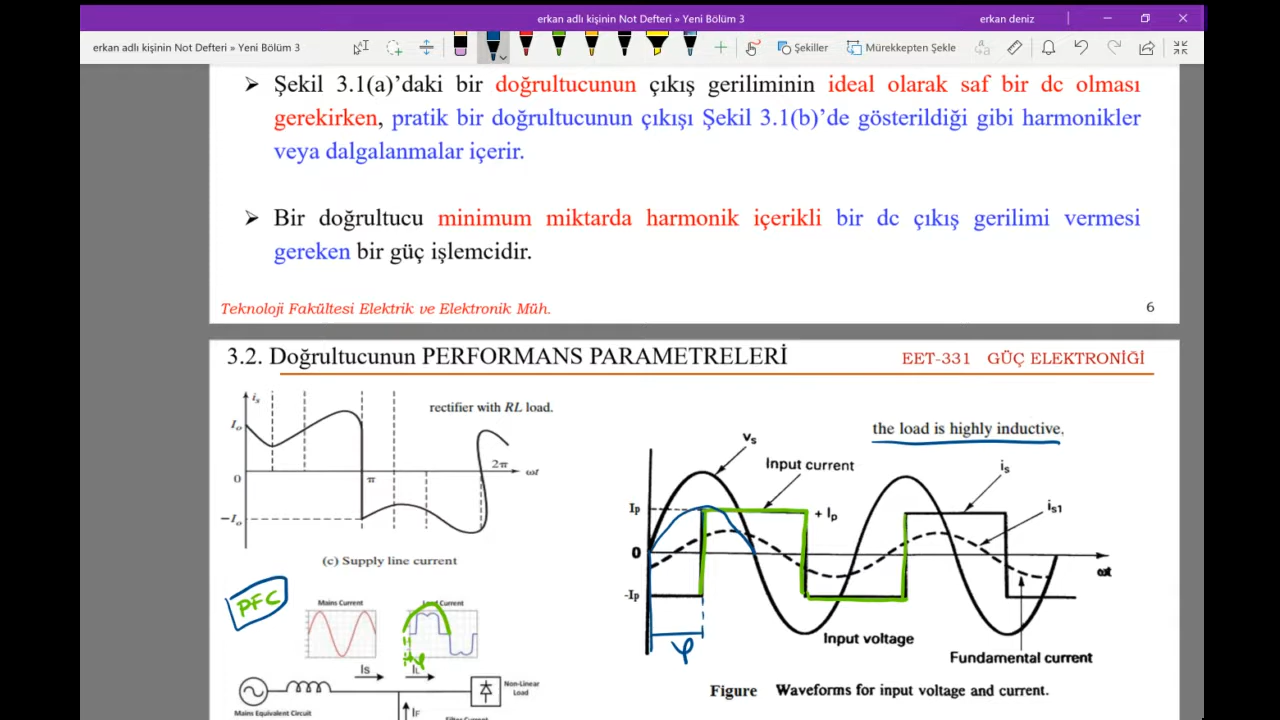 erkan adlı kişinin Not Defteri » Yeni Bölüm 3
erkan deniz
erkan adlı kişinin Not Defteri » Yeni Bölüm 3
Şekiller
Mürekkepten Şekle
➢ Şekil 3.1(a)’daki bir doğrultucunun çıkış geriliminin ideal olarak saf bir dc olması
gerekirken, pratik bir doğrultucunun çıkışı Şekil 3.1(b)’de gösterildiği gibi harmonikler
veya dalgalanmalar içerir.
➢ Bir doğrultucu minimum miktarda harmonik içerikli bir dc çıkış gerilimi vermesi
gereken bir güç işlemcidir.
Teknoloji Fakültesi Elektrik ve Elektronik Müh.
6
3.2. Doğrultucunun PERFORMANS PARAMETRELERİ
EET-331 GÜÇ ELEKTRONİĞİ
is
rectifier with RL load.
Io
0
π
2π
ωt
−Io
(c) Supply line current
the load is highly inductive.
vs
Input current
is
Ip
+ Ip
is1
0
ωt
-Ip
φ
Input voltage
Fundamental current
Figure Waveforms for input voltage and current.
PFC
Mains Current
Load Current
φ
IS
IL
Non-Linear
Load
Mains Equivalent Circuit
IF
Filter Current